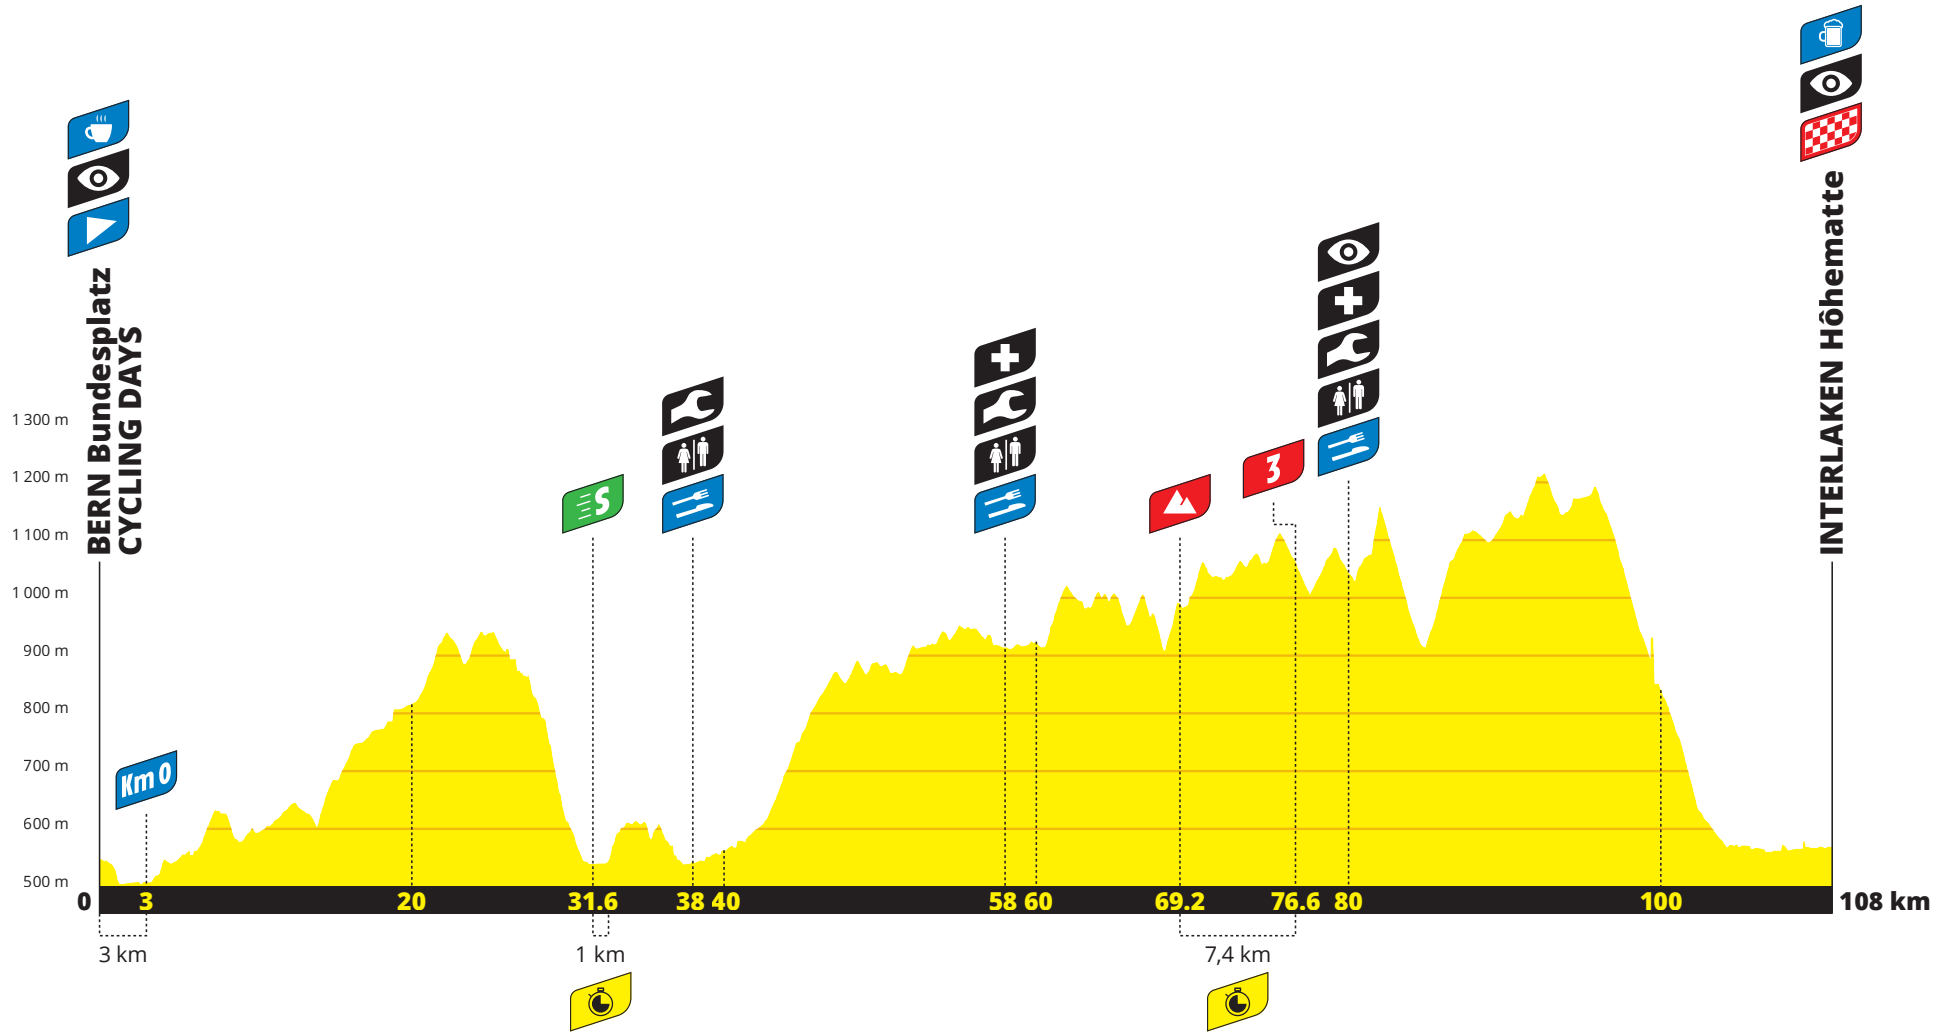 BERN Bundesplatz
CYCLING DAYS
INTERLAKEN Hôhematte
1 300 m
1 200 m
1 100 m
1 000 m
900 m
800 m
700 m
600 m
500 m
Km 0
S
3
0 3 20 31.6 38 40 58 60 69.2 76.6 80 100 108 km
3 km 1 km 7,4 km